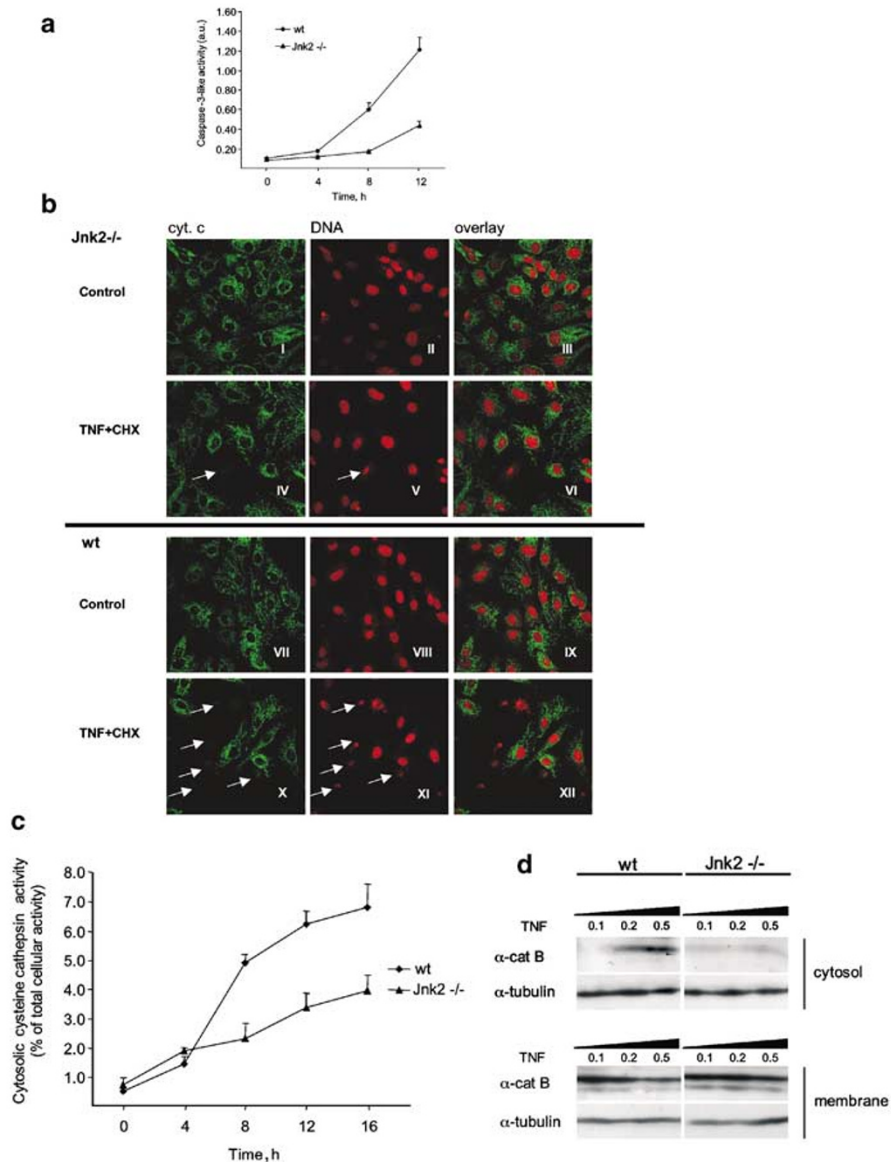 a
wt
Jnk2 -/-
Caspase-3-like activity (a.u.)
1.60
1.40
1.20
1.00
0.80
0.60
0.40
0.20
0 4 8 12
Time, h
b
cyt. c DNA overlay
Jnk2-/-
Control
I II III
TNF+CHX
IV V VI
wt
Control
VII VIII IX
TNF+CHX
X XI XII
c
Cytosolic cysteine cathepsin activity
(% of total cellular activity)
8.0
7.0
6.0
5.0
4.0
3.0
2.0
1.0
wt
Jnk2 -/-
0 4 8 12 16
Time, h
d
wt Jnk2 -/-
TNF 0.1 0.2 0.5 0.1 0.2 0.5
α-cat B
α-tubulin
cytosol
TNF 0.1 0.2 0.5 0.1 0.2 0.5
α-cat B
α-tubulin
membrane